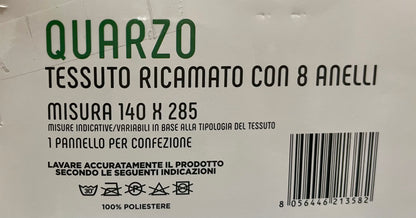 QUARZO
TESSUTO RICAMATO CON 8 ANELLI
MISURA 140 X 285
MISURE INDICATIVE/VARIABILI IN BASE ALLA TIPOLOGIA DEL TESSUTO
1 PANNELLO PER CONFEZIONE
LAVARE ACCURATAMENTE IL PRODOTTO
SECONDO LE SEGUENTI INDICAZIONI
100% POLIESTERE
8 056446 213582